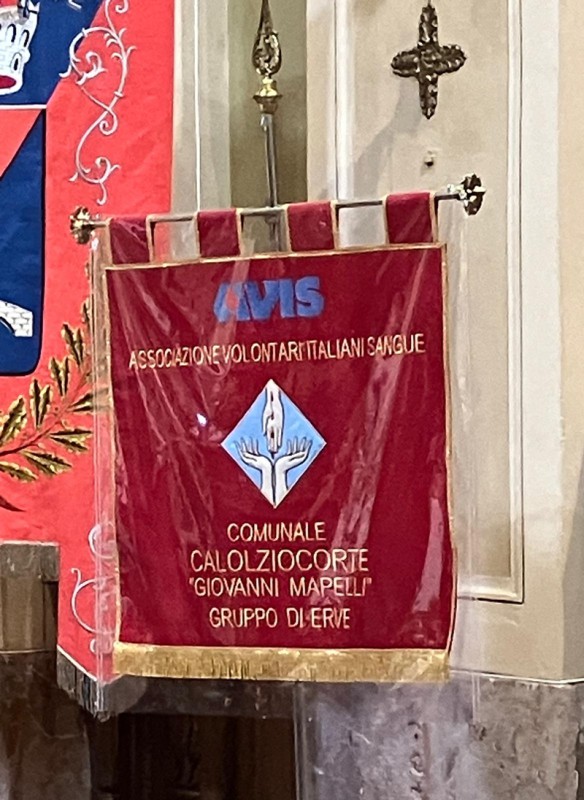 AVIS
ASSOCIAZIONE VOLONTARI ITALIANI SANGUE
COMUNALE
CALOLZIOCORTE
"GIOVANNI MAPELLI"
GRUPPO DI ERVE